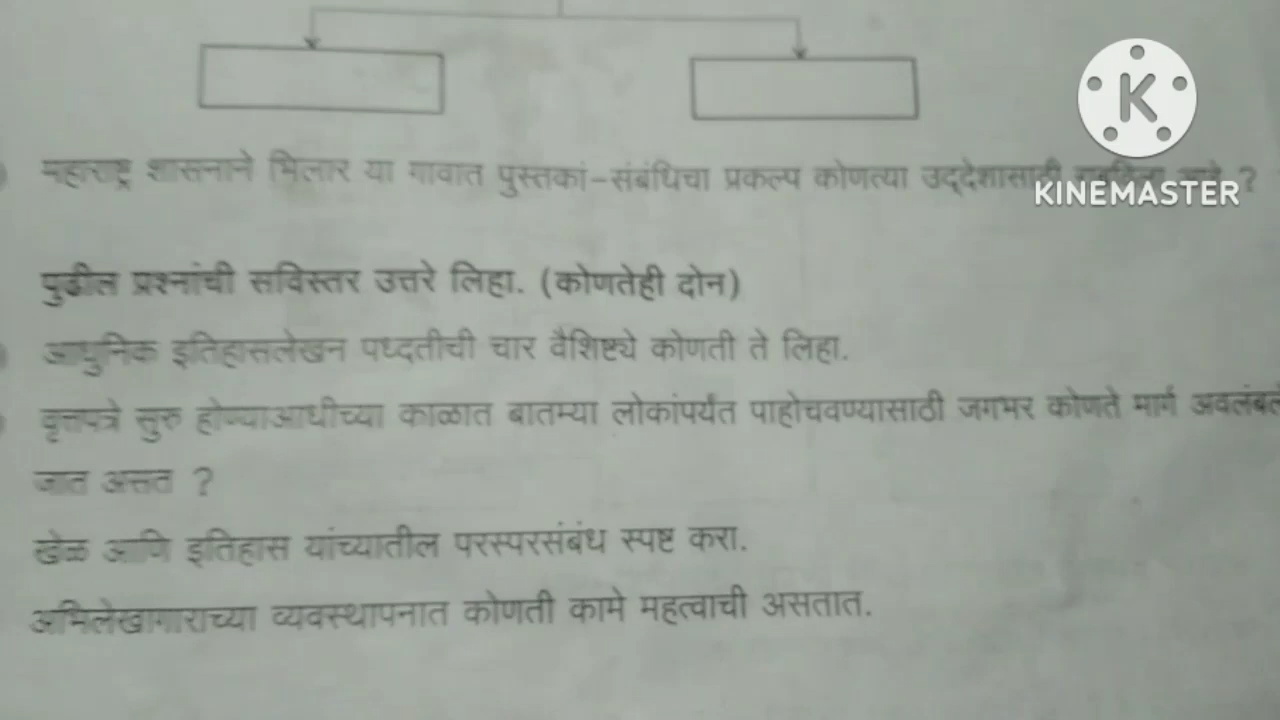 K
महाराष्ट्र शासनाने भिलार या गावात पुस्तकां-संबंधिचा प्रकल्प कोणत्या उद्देशासाठी ?
KINEMASTER
पुढील प्रश्नांची सविस्तर उत्तरे लिहा. (कोणतेही दोन)
आधुनिक इतिहासलेखन पध्दतीची चार वैशिष्ट्ये कोणती ते लिहा.
वृत्तपत्रे सुरु होण्याआधीच्या काळात बातम्या लोकांपर्यंत पाहोचवण्यासाठी जगभर कोणते मार्ग
जात असत ?
खेळ आणि इतिहास यांच्यातील परस्परसंबंध स्पष्ट करा.
अभिलेखागाराच्या व्यवस्थापनात कोणती कामे महत्वाची असतात.